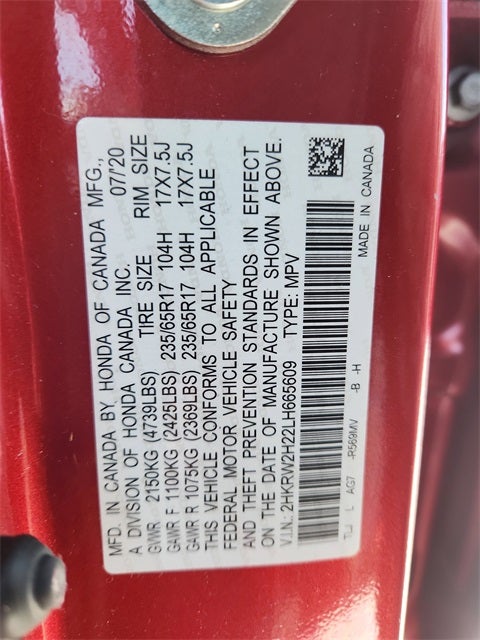 MFD. IN CANADA BY HONDA OF CANADA MFG.,
A DIVISION OF HONDA CANADA INC. 07/20
GVWR 2150KG (4739LBS) TIRE SIZE RIM SIZE
GAWR F 1100KG (2425LBS) 235/65R17 104H 17X7.5J
GAWR R 1075KG (2369LBS) 235/65R17 104H 17X7.5J
THIS VEHICLE CONFORMS TO ALL APPLICABLE
FEDERAL MOTOR VEHICLE SAFETY
AND THEFT PREVENTION STANDARDS IN EFFECT
ON THE DATE OF MANUFACTURE SHOWN ABOVE.
V.I.N.: 2HKRW2H22LH665609 TYPE: MPV
L AG7 -R569MV -B -H
MADE IN CANADA